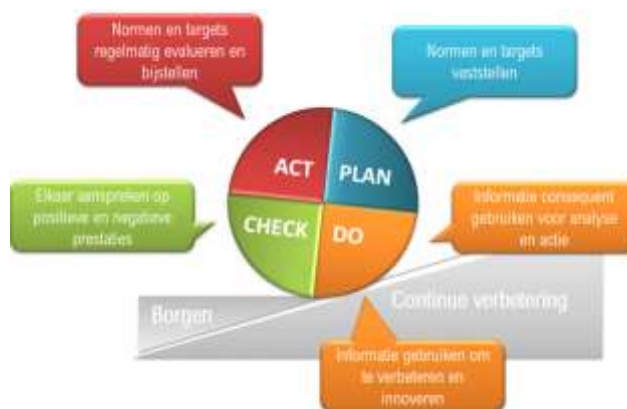 Normen en targets
regelmatig evalueren en
bijstellen
Normen en targets
vaststellen
ACT
PLAN
Elkaar aanspreken op
positieve en negatieve
prestaties
CHECK
DO
Informatie consequent
gebruiken voor analyse
en actie
Borgen
Continue verbetering
Informatie gebruiken om
te verbeteren en
innoveren